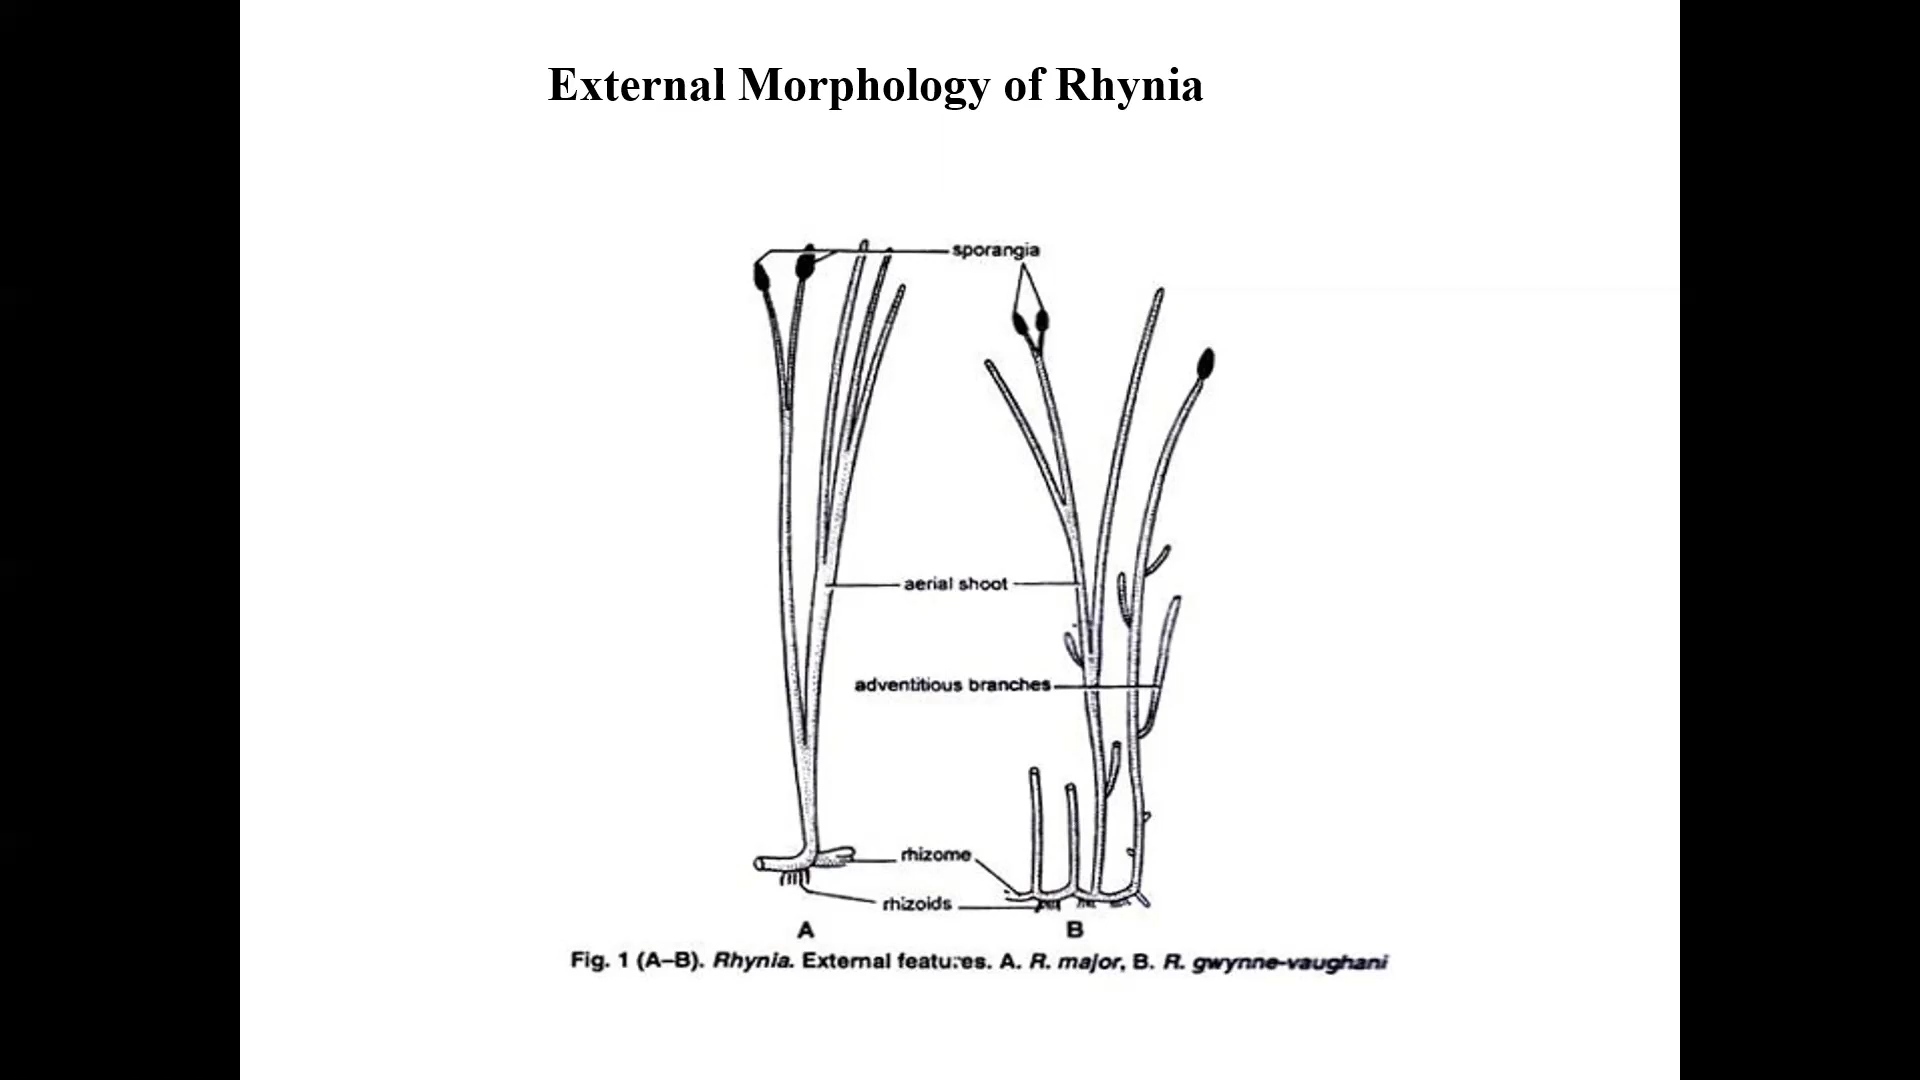 External Morphology of Rhynia
sporangia
aerial shoot
adventitious branches
rhizome
rhizoids
A
B
Fig. 1 (A–B). Rhynia. External features. A. R. major, B. R. gwynne-vaughani